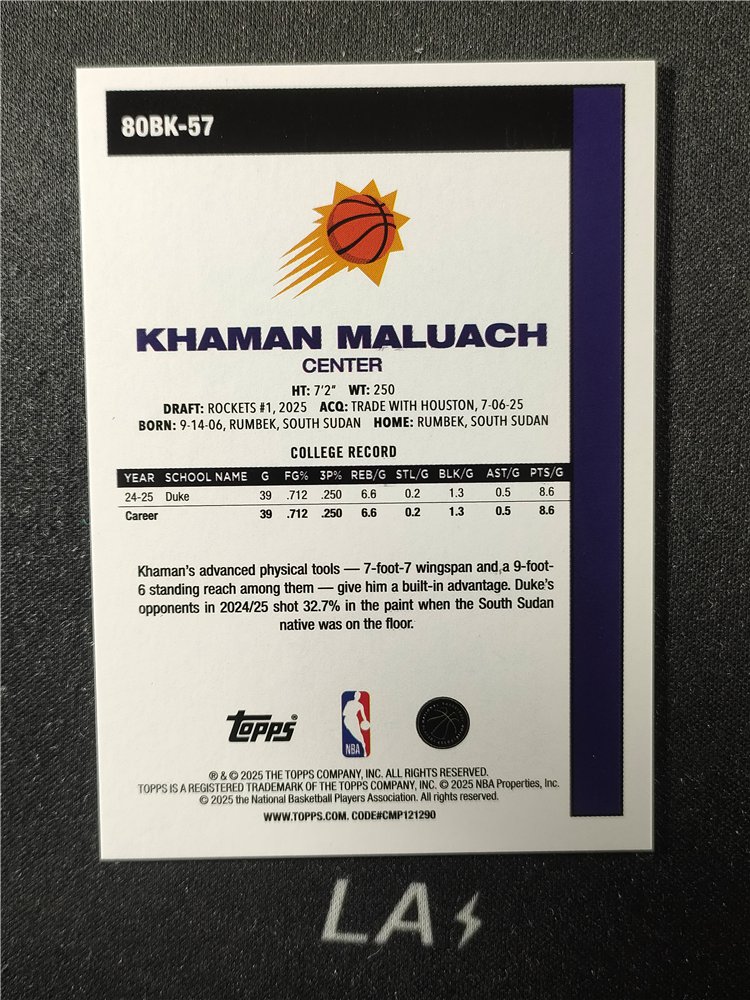 80BK-57
KHAMAN MALUACH
CENTER
HT: 7'2" WT: 250
DRAFT: ROCKETS #1, 2025 ACQ: TRADE WITH HOUSTON, 7-06-25
BORN: 9-14-06, RUMBEK, SOUTH SUDAN HOME: RUMBEK, SOUTH SUDAN
COLLEGE RECORD
YEAR SCHOOL NAME G FG% 3P% REB/G STL/G BLK/G AST/G PTS/G
24-25 Duke 39 .712 .250 6.6 0.2 1.3 0.5 8.6
Career 39 .712 .250 6.6 0.2 1.3 0.5 8.6
Khaman's advanced physical tools — 7-foot-7 wingspan and a 9-foot-
6 standing reach among them — give him a built-in advantage. Duke's
opponents in 2024/25 shot 32.7% in the paint when the South Sudan
native was on the floor.
topps®
NBA
® & © 2025 THE TOPPS COMPANY, INC. ALL RIGHTS RESERVED.
TOPPS IS A REGISTERED TRADEMARK OF THE TOPPS COMPANY, INC. © 2025 NBA Properties, Inc.
© 2025 the National Basketball Players Association. All rights reserved.
WWW.TOPPS.COM. CODE#CMP121290
LA